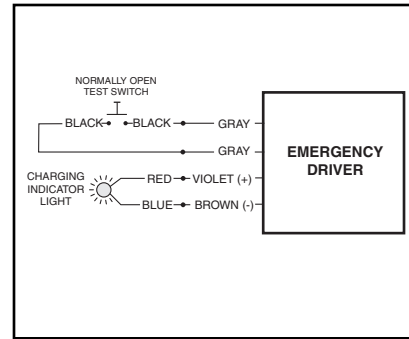 NORMALLY OPEN
TEST SWITCH
BLACK BLACK GRAY
GRAY
EMERGENCY
DRIVER
CHARGING
INDICATOR
LIGHT
RED VIOLET (+)
BLUE BROWN (-)